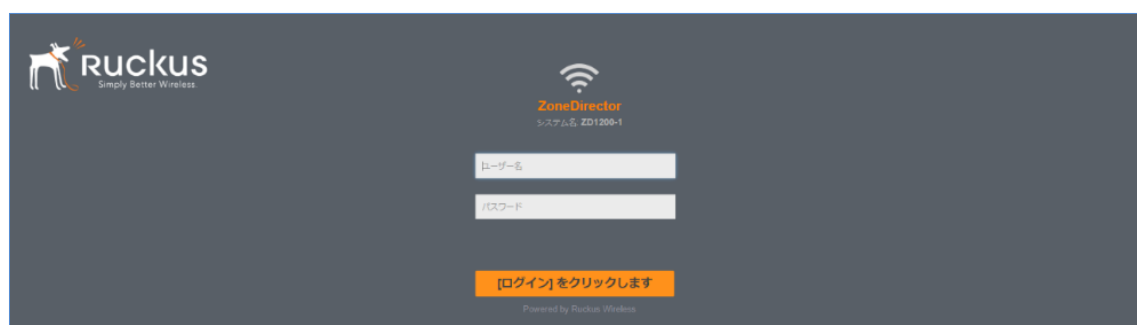 Ruckus
Simply Better Wireless.
ZoneDirector
システム名 ZD1200-1
ユーザー名
パスワード
[ログイン] をクリックします
Powered by Ruckus Wireless